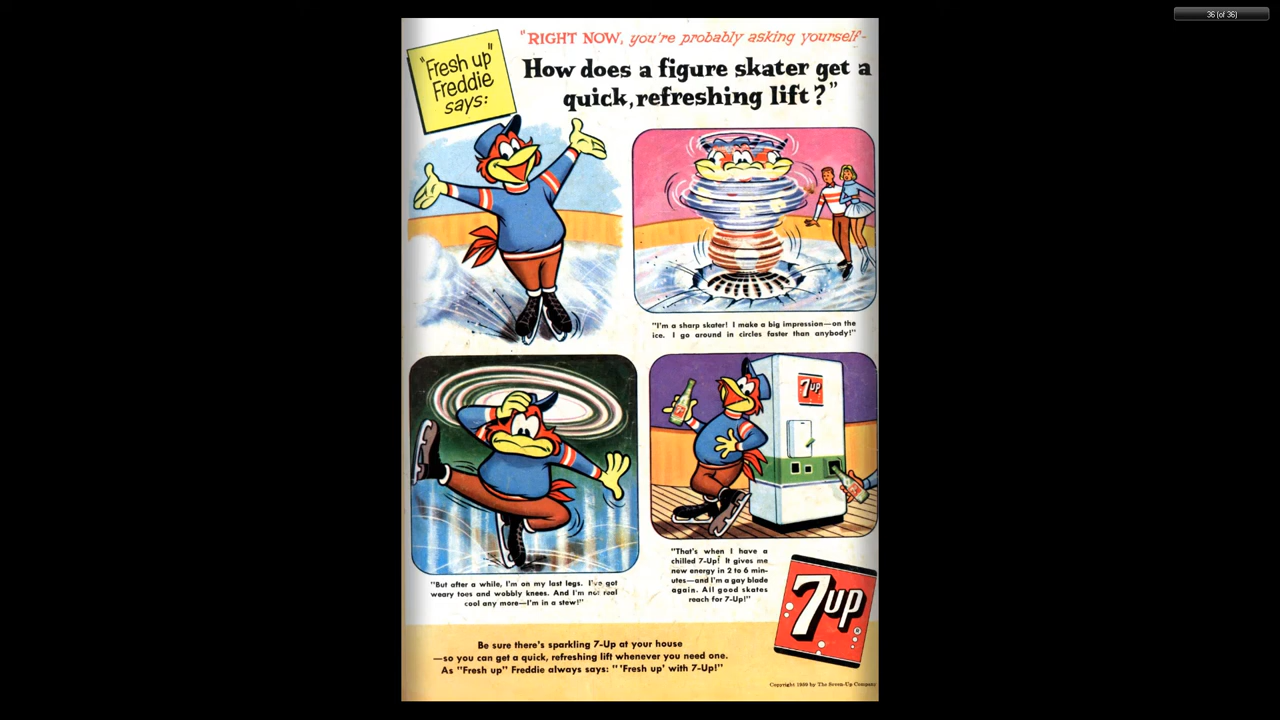 36 (of 36)
"Fresh up"
Freddie
says:
"RIGHT NOW, you're probably asking yourself-
How does a figure skater get a
quick, refreshing lift?"
"I'm a sharp skater! I make a big impression—on the
ice. I go around in circles faster than anybody!"
7up
"But after a while, I'm on my last legs. I've got
weary toes and wobbly knees. And I'm not real
cool any more—I'm in a stew!"
"That's when I have a
chilled 7-Up! It gives me
new energy in 2 to 6 min-
utes—and I'm a gay blade
again. All good skates
reach for 7-Up!"
7up
Be sure there's sparkling 7-Up at your house
—so you can get a quick, refreshing lift whenever you need one.
As "Fresh up" Freddie always says: "'Fresh up' with 7-Up!"
Copyright 1959 by The Seven-Up Company